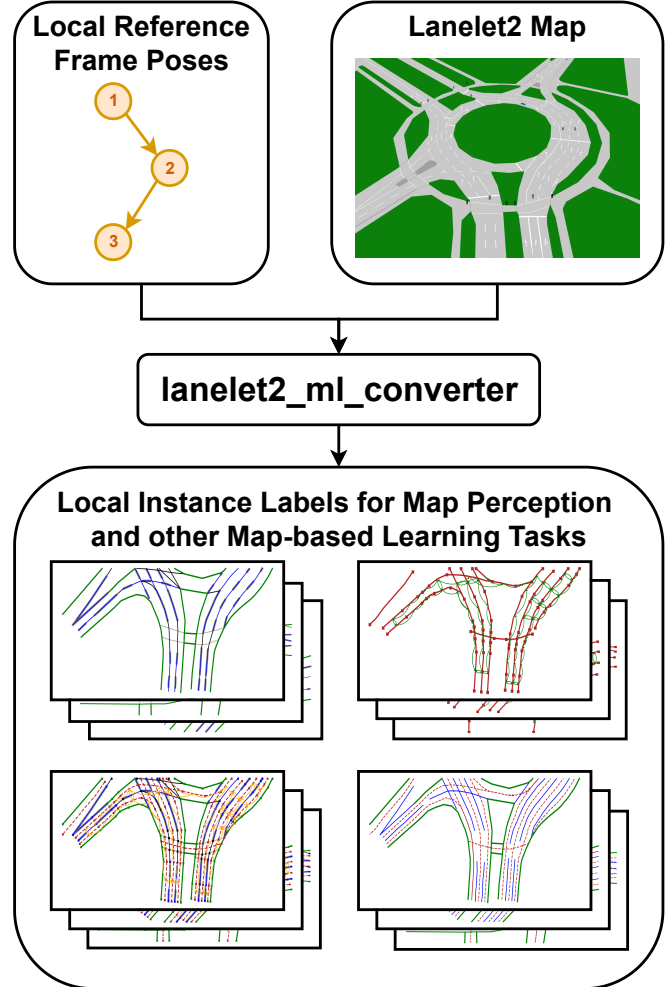 Local Reference
Frame Poses
1
2
3
Lanelet2 Map
lanelet2_ml_converter
Local Instance Labels for Map Perception
and other Map-based Learning Tasks